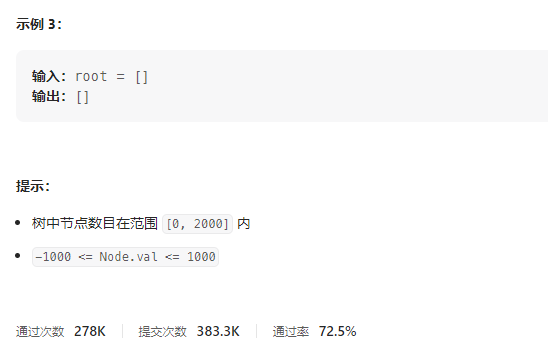 示例 3：
输入：root = []
输出：[]
提示：
树中节点数目在范围 [0, 2000] 内
-1000 <= Node.val <= 1000
通过次数 278K 提交次数 383.3K 通过率 72.5%